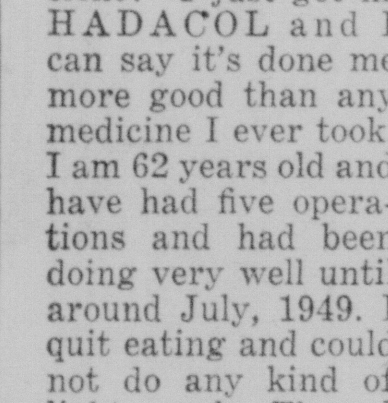 HADACOL and I
can say it's done me
more good than any
medicine I ever took
I am 62 years old and
have had five opera-
tions and had been
doing very well unti
around July, 1949. I
quit eating and could
not do any kind of